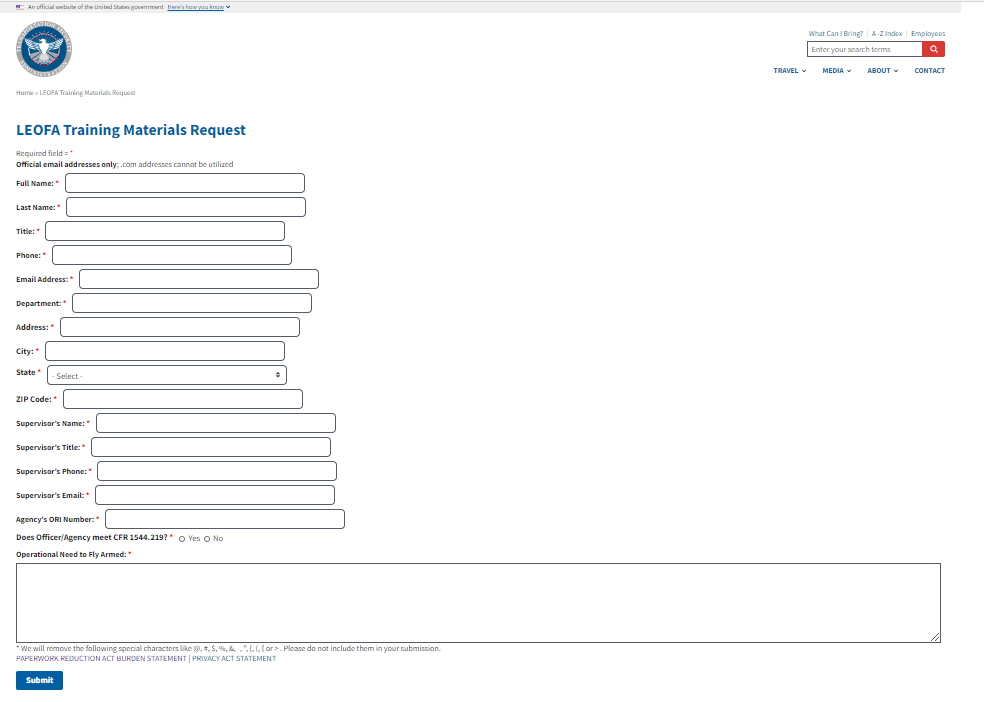 An official website of the United States government Here's how you know
What Can I Bring? | A-Z Index | Employees
Enter your search terms
TRAVEL MEDIA ABOUT CONTACT
Home » LEOFA Training Materials Request
LEOFA Training Materials Request
Required field = *
Official email addresses only; .com addresses cannot be utilized
Full Name: *
Last Name: *
Title: *
Phone: *
Email Address: *
Department: *
Address: *
City: *
State *
- Select -
ZIP Code: *
Supervisor's Name: *
Supervisor's Title: *
Supervisor's Phone: *
Supervisor's Email: *
Agency's ORI Number: *
Does Officer/Agency meet CFR 1544.219? * Yes No
Operational Need to Fly Armed: *
* We will remove the following special characters like @, #, $, %, &, , ", {, (, [ or > . Please do not include them in your submission.
PAPERWORK REDUCTION ACT BURDEN STATEMENT | PRIVACY ACT STATEMENT
Submit